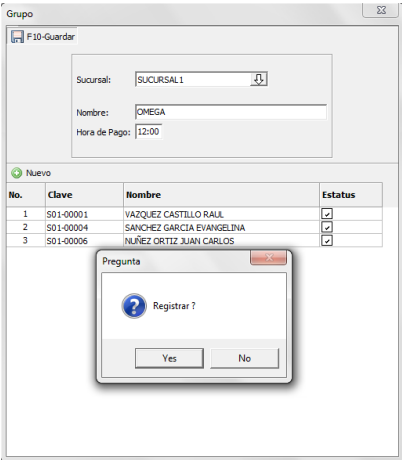 Grupo
F10-Guardar
Sucursal: SUCURSAL1
Nombre: OMEGA
Hora de Pago: 12:00
Nuevo
No. Clave Nombre Estatus
1 S01-00001 VAZQUEZ CASTILLO RAUL
2 S01-00004 SANCHEZ GARCIA EVANGELINA
3 S01-00006 NUÑEZ ORTIZ JUAN CARLOS
Pregunta
Registrar ?
Yes No